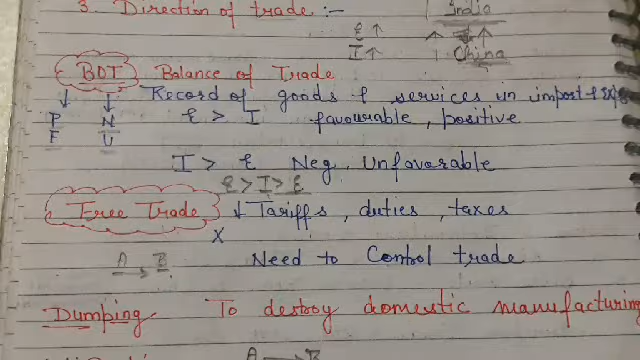 3. Direction of trade :-
India
E ↑
I ↑ ↑ ↑
China
BOT Balance of Trade
↓ ↓ Record of goods & services in import &
P N E > I favourable, positive
F U
I > E Neg, Unfavorable
E > I > E
Free Trade ↓ Tariffs, duties, taxes
X
A → B Need to Control trade
Dumping. To destroy domestic manufacturing
A → B